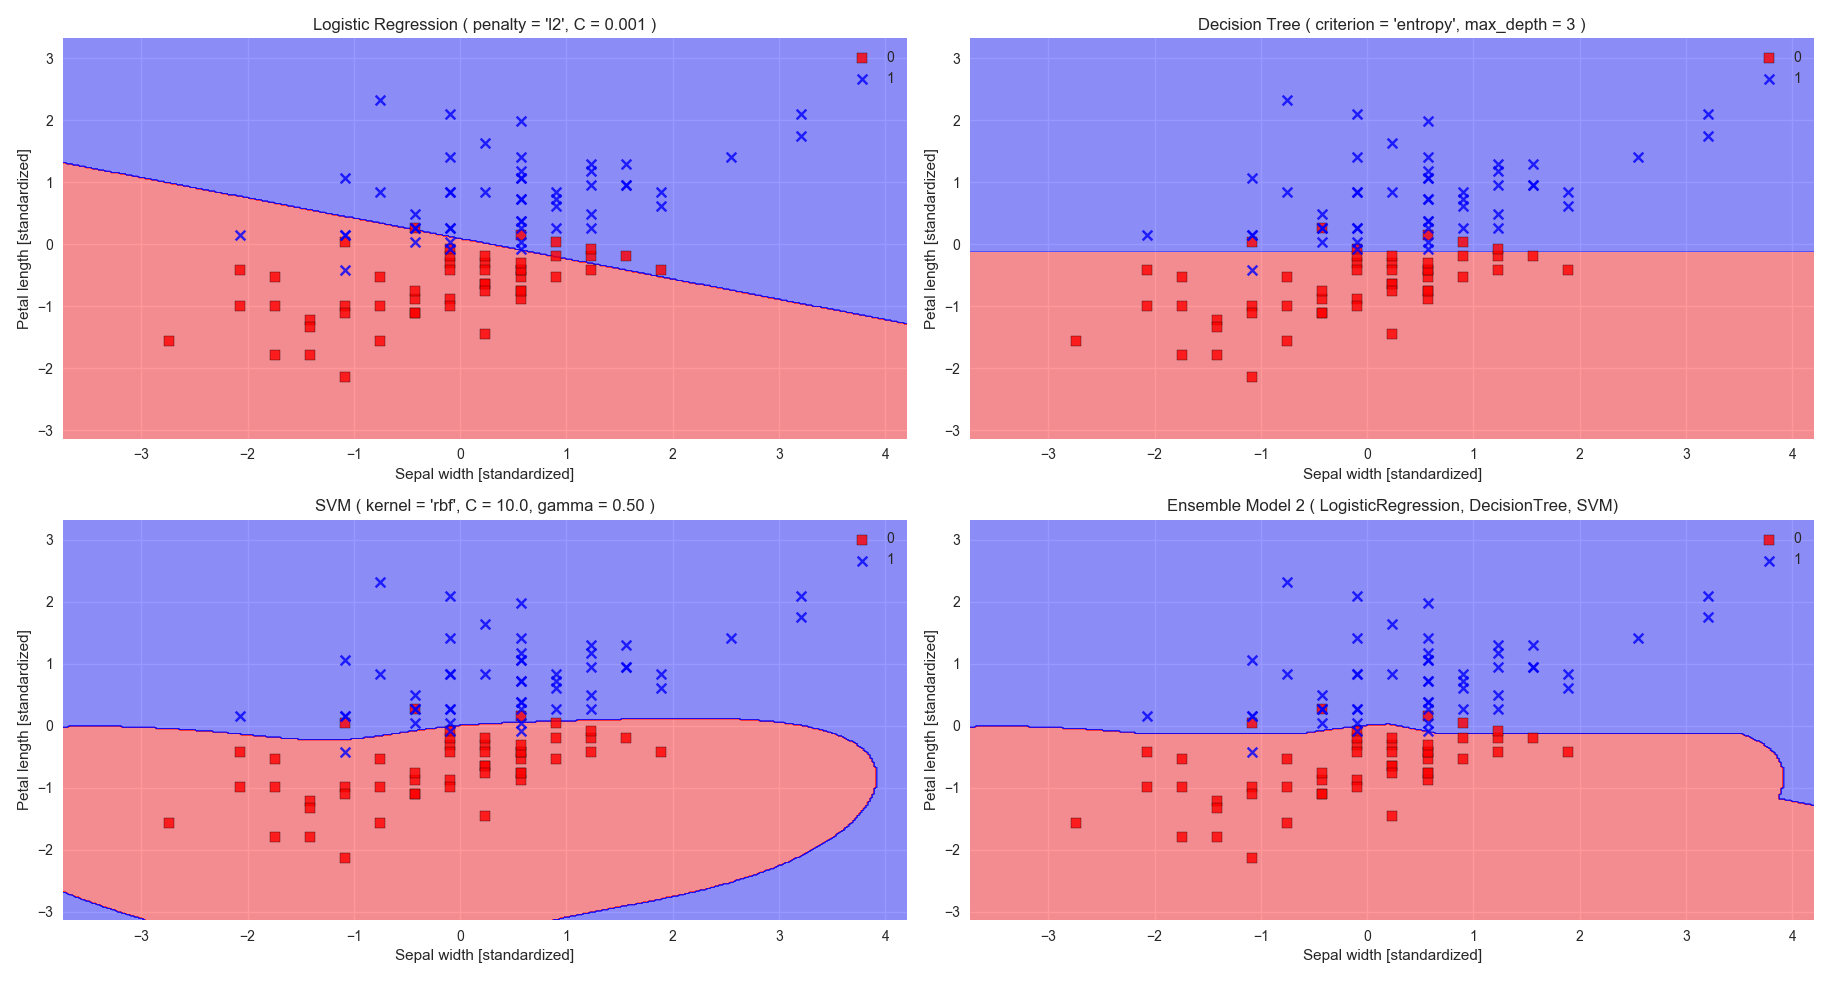 Logistic Regression ( penalty = 'l2', C = 0.001 )
0
1
3
2
1
0
−1
−2
−3
Petal length [standardized]
−3 −2 −1 0 1 2 3 4
Sepal width [standardized]
Decision Tree ( criterion = 'entropy', max_depth = 3 )
0
1
3
2
1
0
−1
−2
−3
Petal length [standardized]
−3 −2 −1 0 1 2 3 4
Sepal width [standardized]
SVM ( kernel = 'rbf', C = 10.0, gamma = 0.50 )
0
1
3
2
1
0
−1
−2
−3
Petal length [standardized]
−3 −2 −1 0 1 2 3 4
Sepal width [standardized]
Ensemble Model 2 ( LogisticRegression, DecisionTree, SVM)
0
1
3
2
1
0
−1
−2
−3
Petal length [standardized]
−3 −2 −1 0 1 2 3 4
Sepal width [standardized]